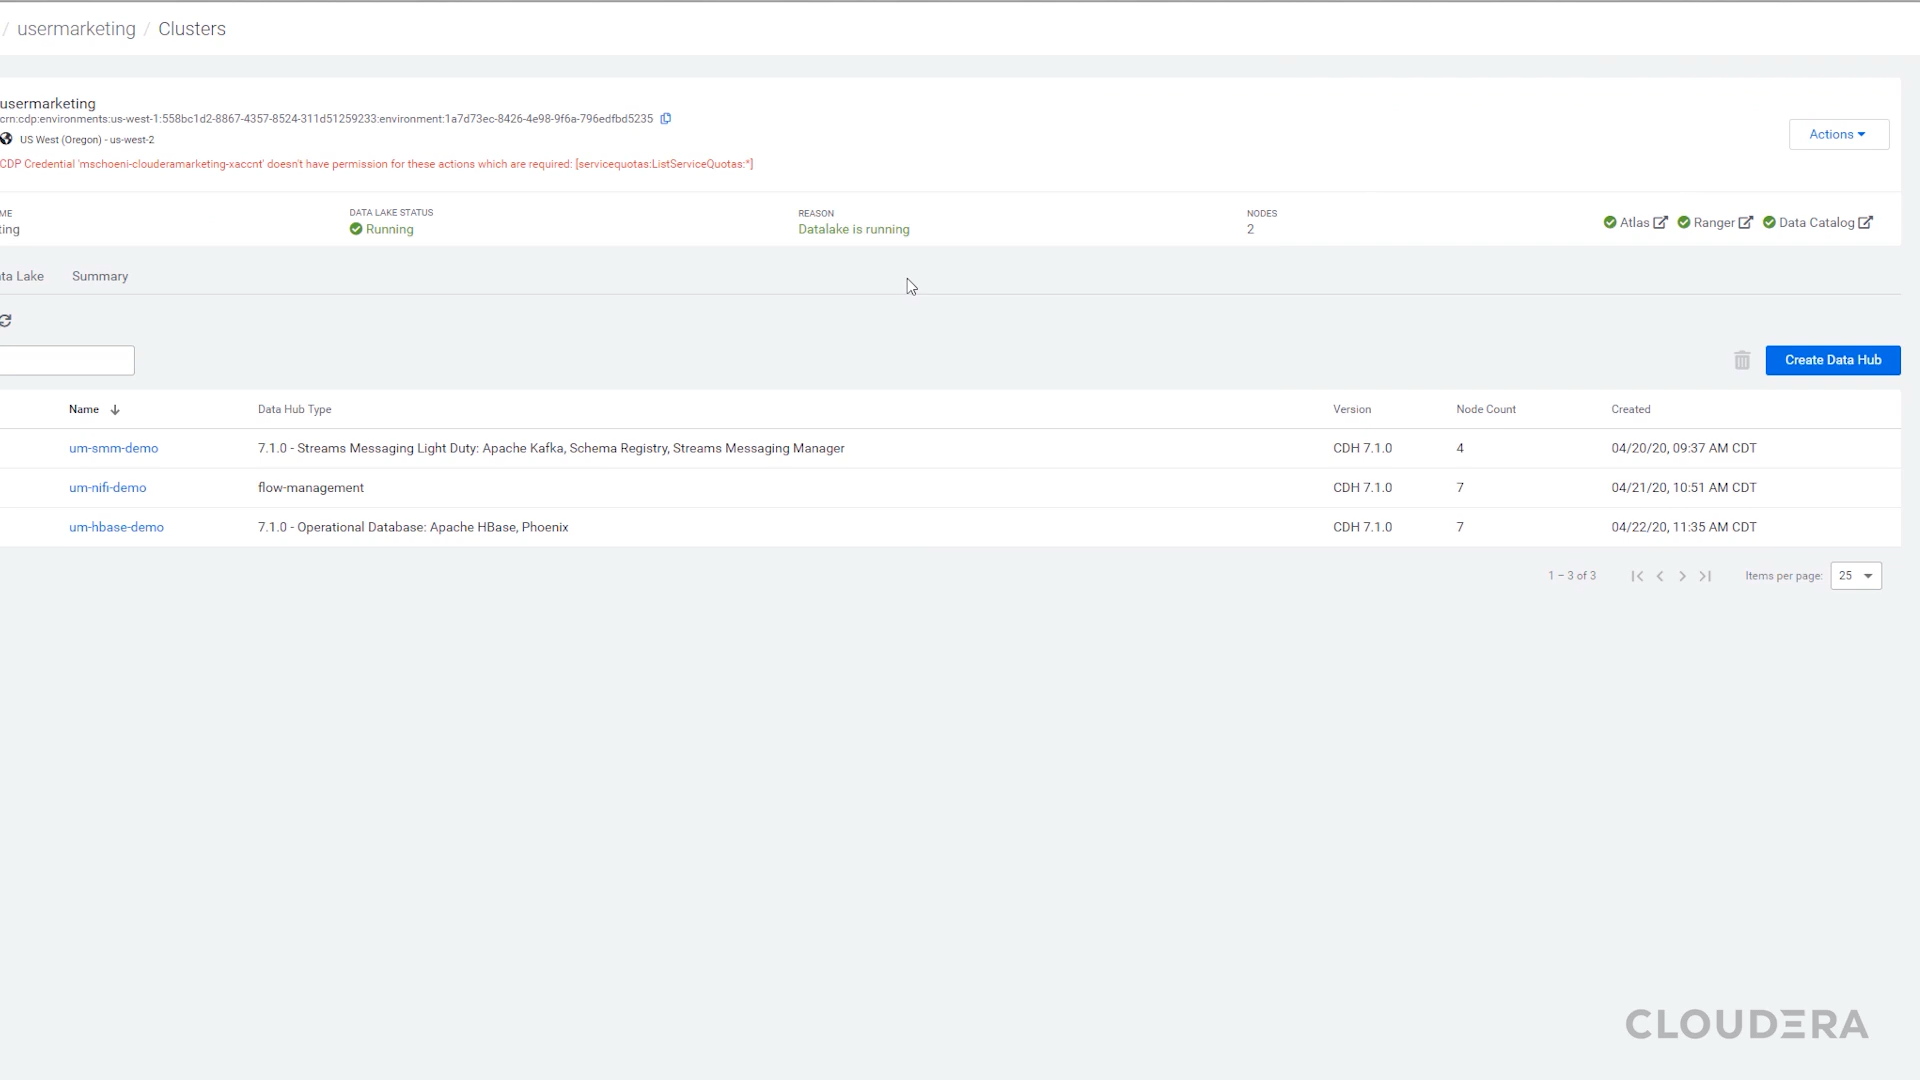 / usermarketing / Clusters
usermarketing
crn:cdp:environments:us-west-1:558bc1d2-8867-4357-8524-311d51259233:environment:1a7d73ec-8426-4e98-9f6a-796edfbd5235
US West (Oregon) - us-west-2
Actions
CDP Credential 'mschoeni-clouderamarketing-xaccnt' doesn't have permission for these actions which are required: [servicequotas:ListServiceQuotas:*]
ME DATA LAKE STATUS REASON NODES
ting Running Datalake is running 2 Atlas Ranger Data Catalog
ta Lake Summary
Create Data Hub
Name Data Hub Type Version Node Count Created
um-smm-demo 7.1.0 - Streams Messaging Light Duty: Apache Kafka, Schema Registry, Streams Messaging Manager CDH 7.1.0 4 04/20/20, 09:37 AM CDT
um-nifi-demo flow-management CDH 7.1.0 7 04/21/20, 10:51 AM CDT
um-hbase-demo 7.1.0 - Operational Database: Apache HBase, Phoenix CDH 7.1.0 7 04/22/20, 11:35 AM CDT
1 – 3 of 3 Items per page: 25
CLOUDERA